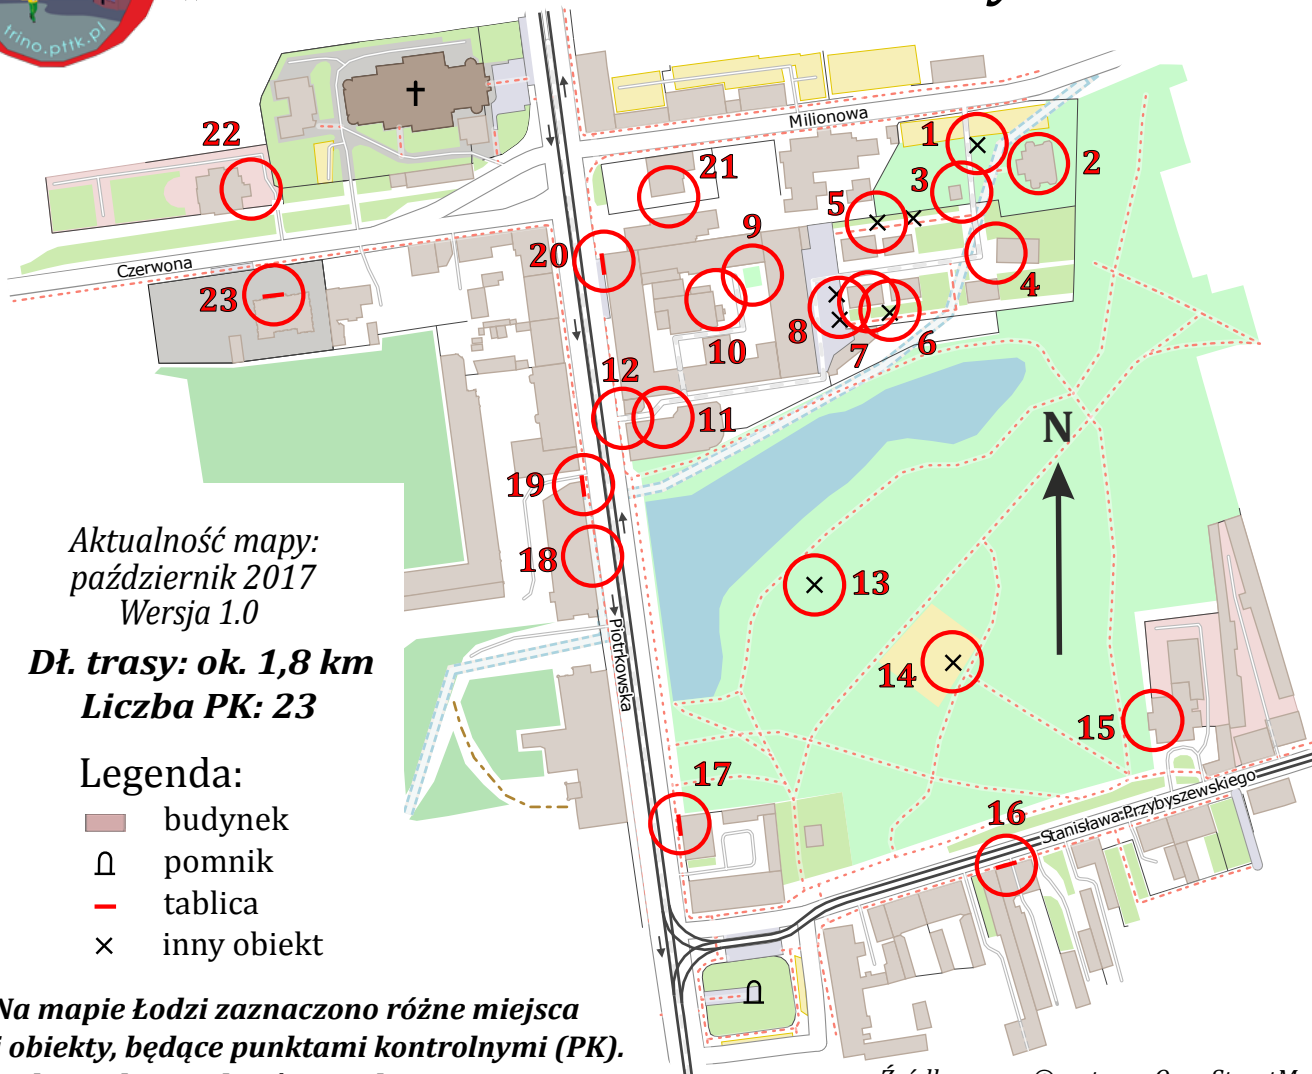 trino.pttk.pl
Milionowa
22
1
2
21
3
5
9
20
Czerwona
4
23
8
10
7
6
12
11
N
19
18
13
Piotrkowska
14
15
17
16
Stanisława Przybyszewskiego
Aktualność mapy:
październik 2017
Wersja 1.0
Dł. trasy: ok. 1,8 km
Liczba PK: 23
Legenda:
budynek
pomnik
tablica
inny obiekt
Na mapie Łodzi zaznaczono różne miejsca
i obiekty, będące punktami kontrolnymi (PK).